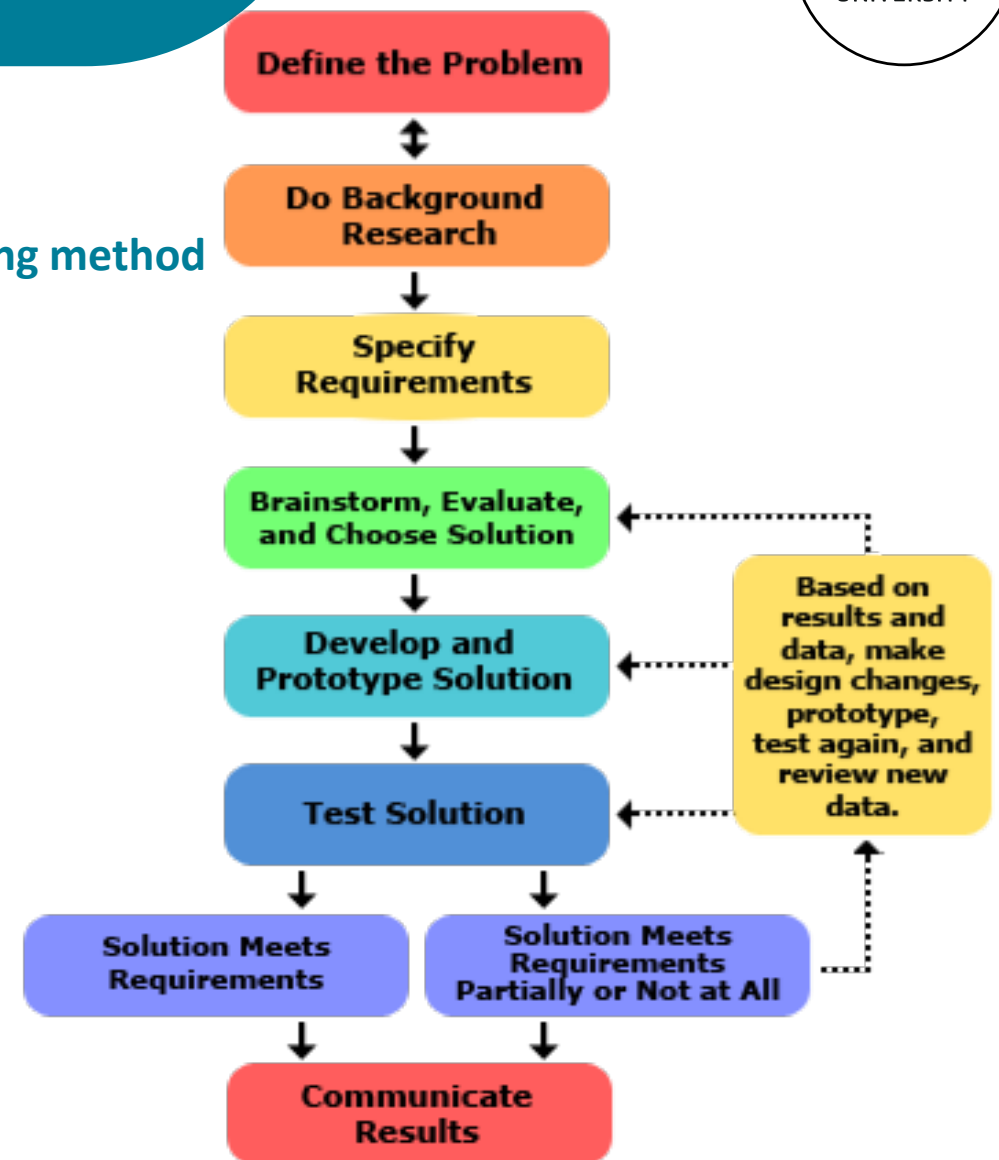 Define the Problem
Do Background
Research
ng method
Specify
Requirements
Brainstorm, Evaluate,
and Choose Solution
Develop and
Prototype Solution
Based on
results and
data, make
design changes,
prototype,
test again, and
review new
data.
Test Solution
Solution Meets
Requirements
Solution Meets
Requirements
Partially or Not at All
Communicate
Results